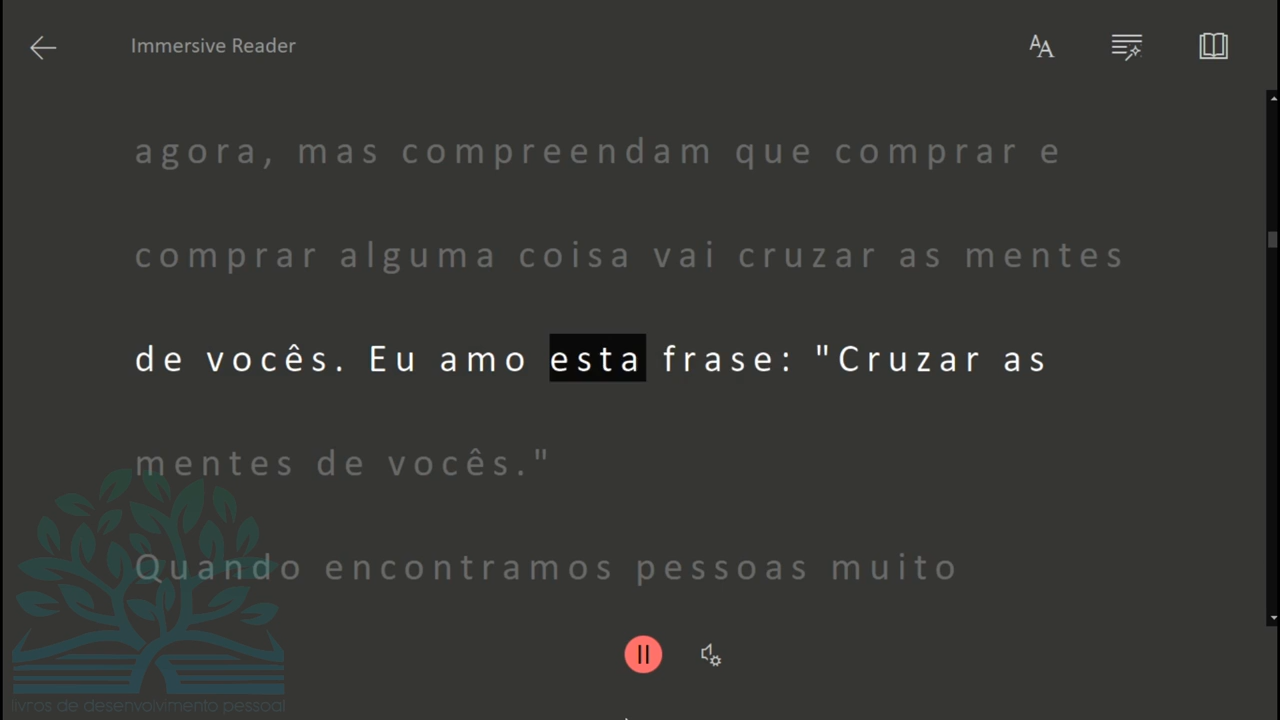 Immersive Reader
agora, mas compreendam que comprar e
comprar alguma coisa vai cruzar as mentes
de vocês. Eu amo esta frase: "Cruzar as
mentes de vocês."
Quando encontramos pessoas muito
livros de desenvolvimento pessoal